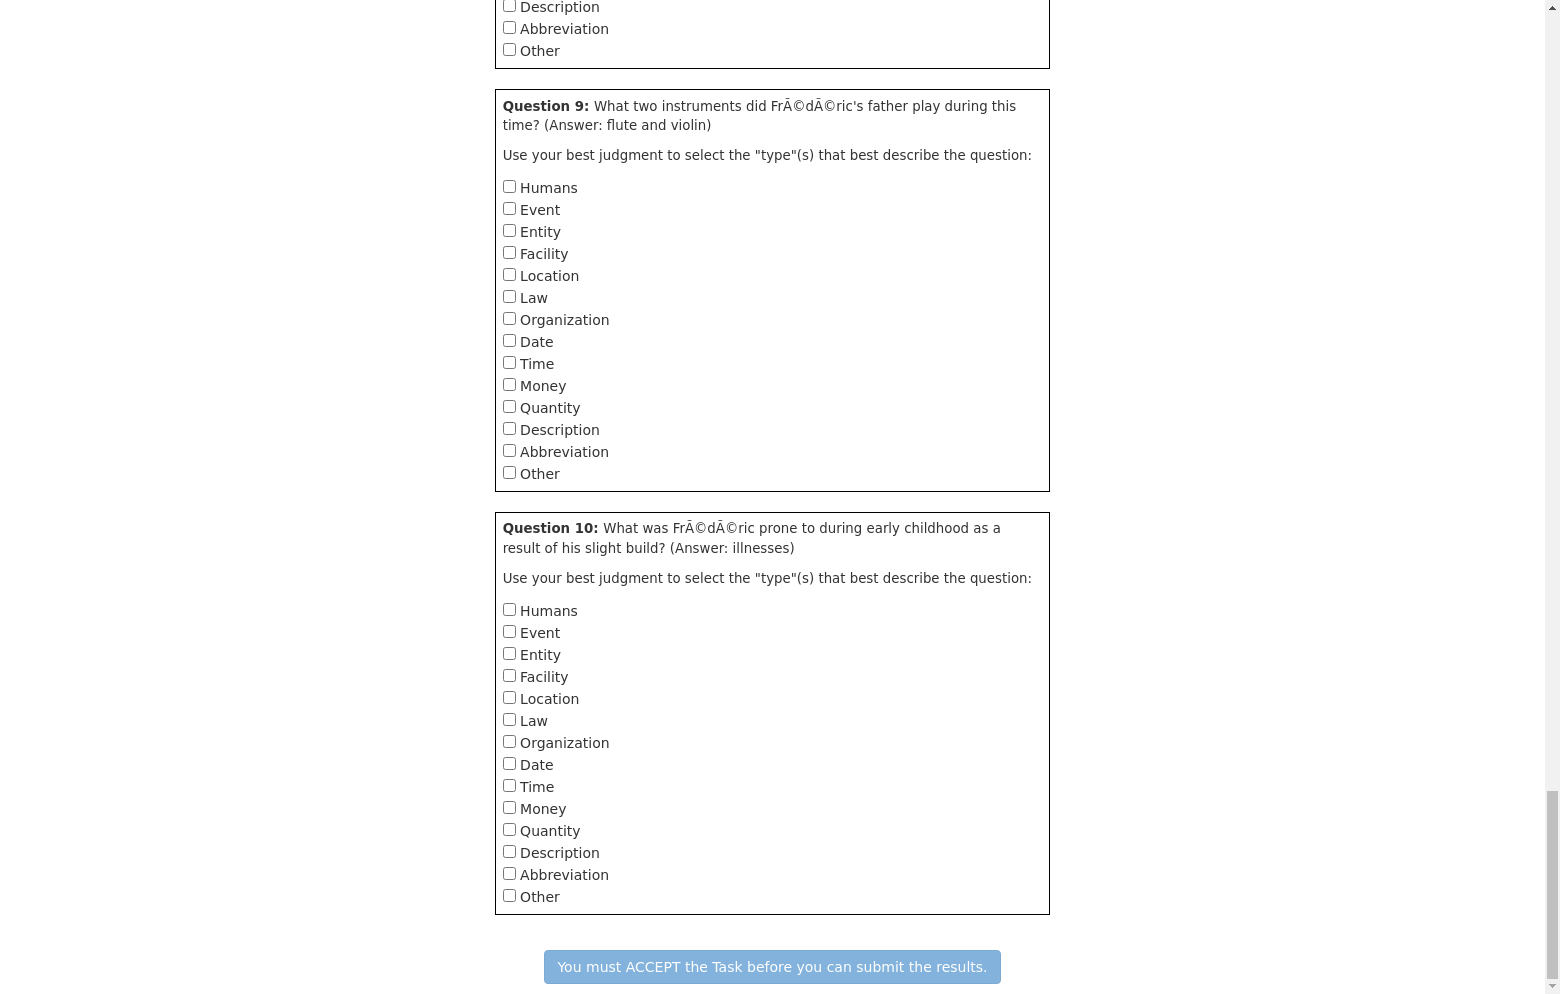 Description
Abbreviation
Other
Question 9: What two instruments did FrÃ©dÃ©ric's father play during this
time? (Answer: flute and violin)
Use your best judgment to select the "type"(s) that best describe the question:
Humans
Event
Entity
Facility
Location
Law
Organization
Date
Time
Money
Quantity
Description
Abbreviation
Other
Question 10: What was FrÃ©dÃ©ric prone to during early childhood as a
result of his slight build? (Answer: illnesses)
Use your best judgment to select the "type"(s) that best describe the question:
Humans
Event
Entity
Facility
Location
Law
Organization
Date
Time
Money
Quantity
Description
Abbreviation
Other
You must ACCEPT the Task before you can submit the results.